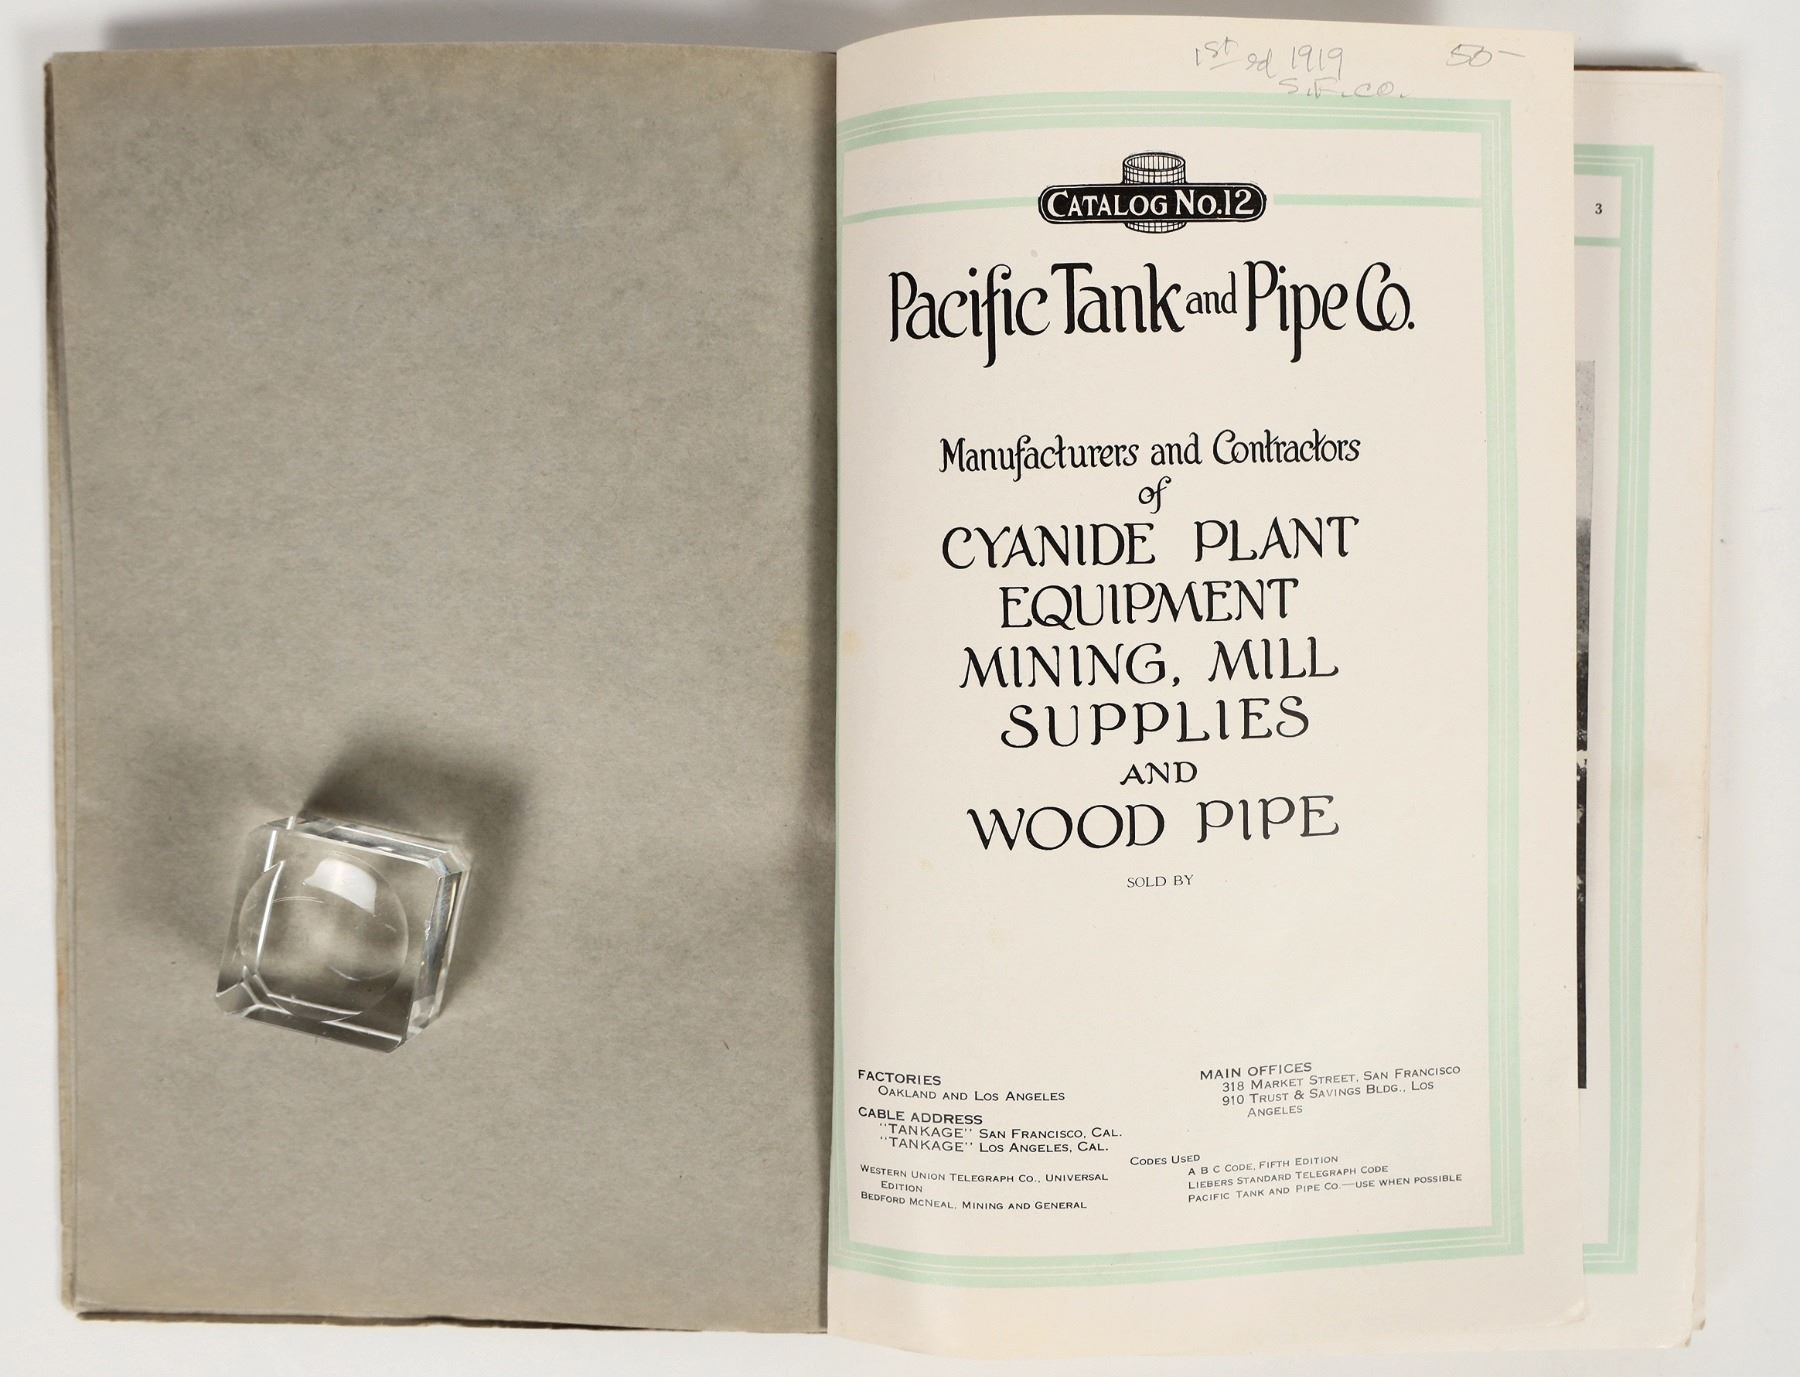 1st ed 1919 50-
S.F. CO.
CATALOG NO.12
3
Pacific Tank and Pipe Co.
Manufacturers and Contractors
of
CYANIDE PLANT
EQUIPMENT
MINING, MILL
SUPPLIES
AND
WOOD PIPE
SOLD BY
FACTORIES
OAKLAND AND LOS ANGELES
CABLE ADDRESS
"TANKAGE" SAN FRANCISCO, CAL.
"TANKAGE" LOS ANGELES, CAL.
WESTERN UNION TELEGRAPH CO., UNIVERSAL
EDITION
BEDFORD MCNEAL, MINING AND GENERAL
MAIN OFFICES
318 MARKET STREET, SAN FRANCISCO
910 TRUST & SAVINGS BLDG., LOS
ANGELES
CODES USED
A B C CODE, FIFTH EDITION
LIEBERS STANDARD TELEGRAPH CODE
PACIFIC TANK AND PIPE CO.—USE WHEN POSSIBLE